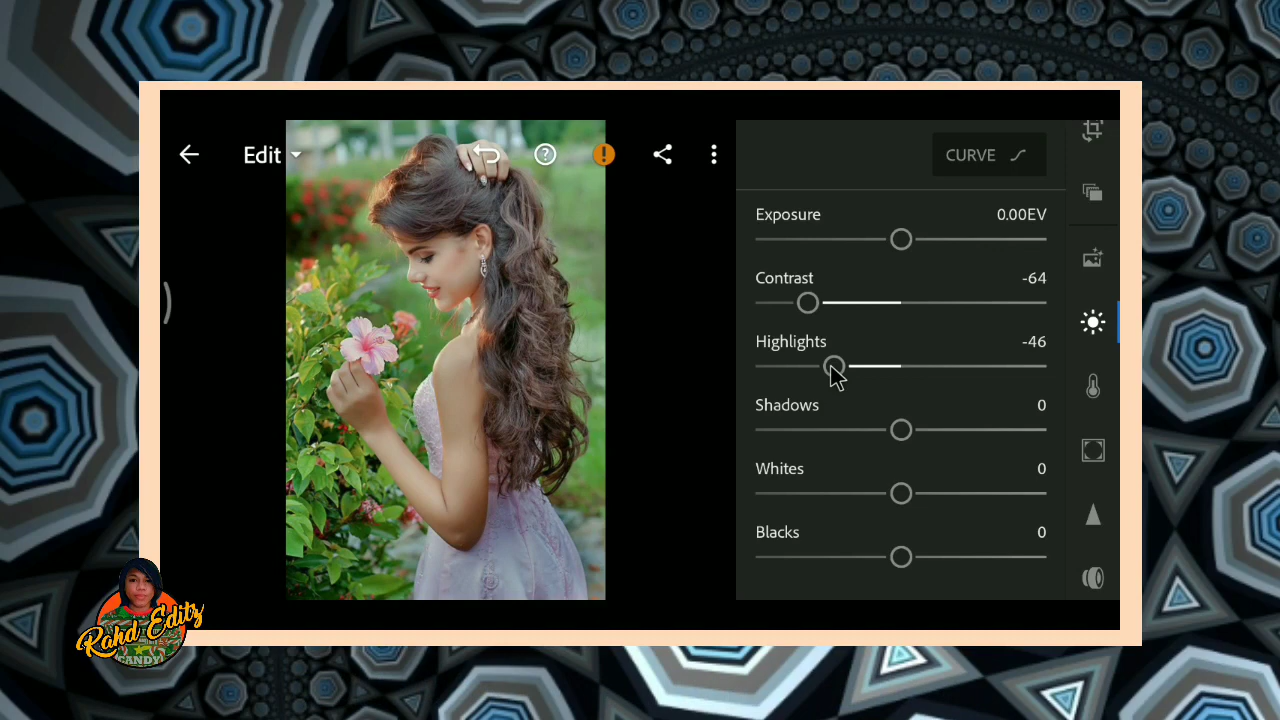 Edit
CURVE
Exposure 0.00EV
Contrast -64
Highlights -46
Shadows 0
Whites 0
Blacks 0
Rahd Editz
CANDY